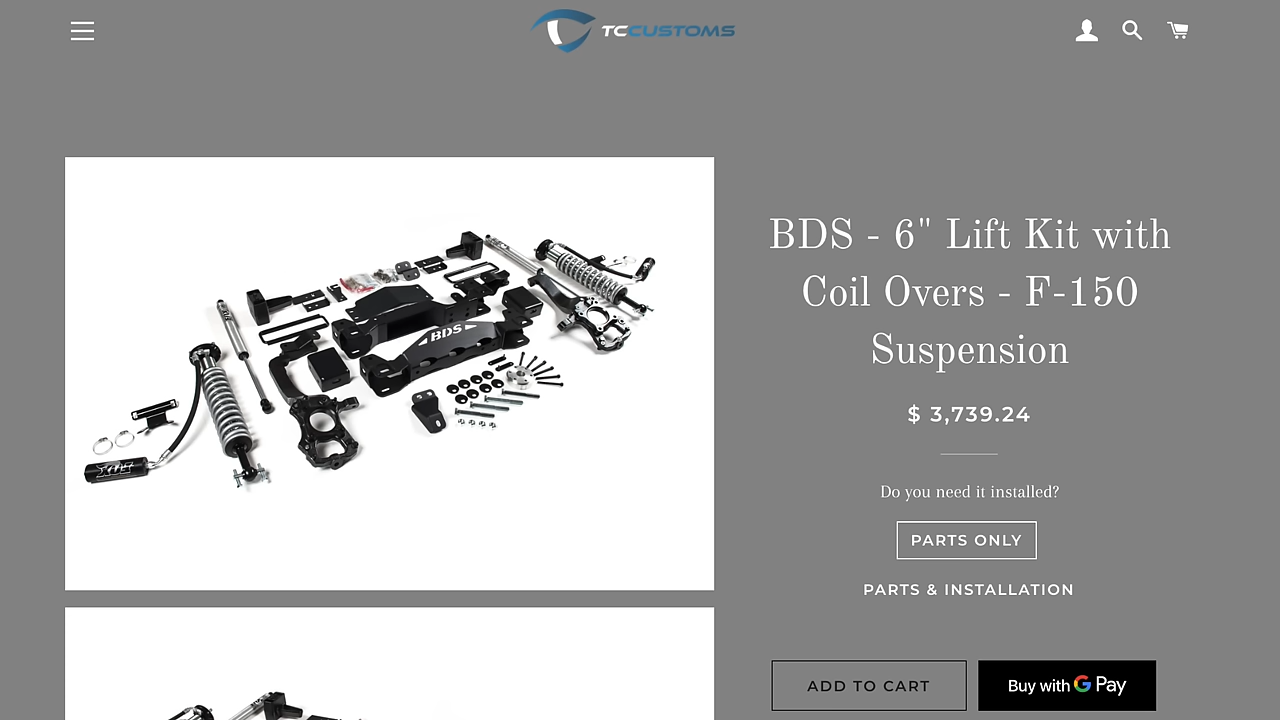 TCCUSTOMS
BDS - 6" Lift Kit with
Coil Overs - F-150
Suspension
$ 3,739.24
Do you need it installed?
PARTS ONLY
PARTS & INSTALLATION
ADD TO CART
Buy with G Pay
BDS